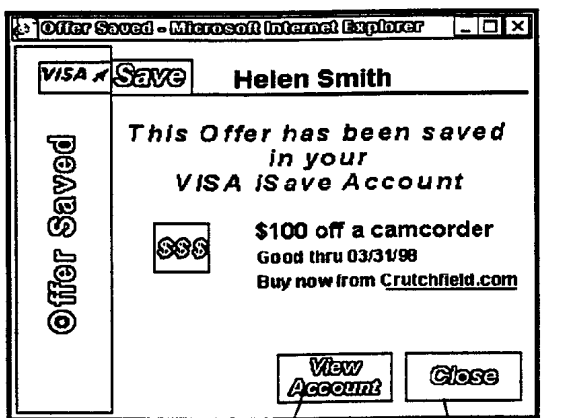 Offer Saved - Microsoft Internet Explorer
VISA iSave
Helen Smith
Offer Saved
This Offer has been saved
in your
VISA iSave Account
$$$
$100 off a camcorder
Good thru 03/31/98
Buy now from Crutchfield.com
View
Account
Close